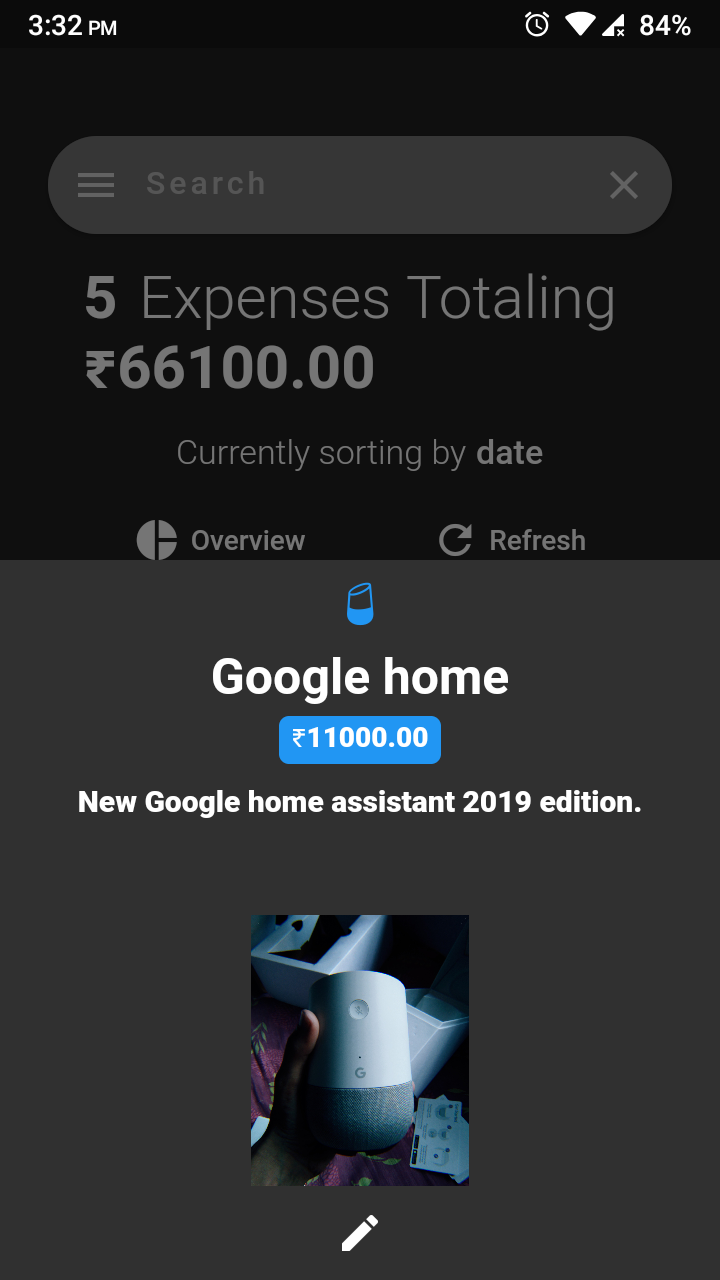 3:32 PM
84%
Search
5 Expenses Totaling
₹66100.00
Currently sorting by date
Overview
Refresh
Google home
₹11000.00
New Google home assistant 2019 edition.
G